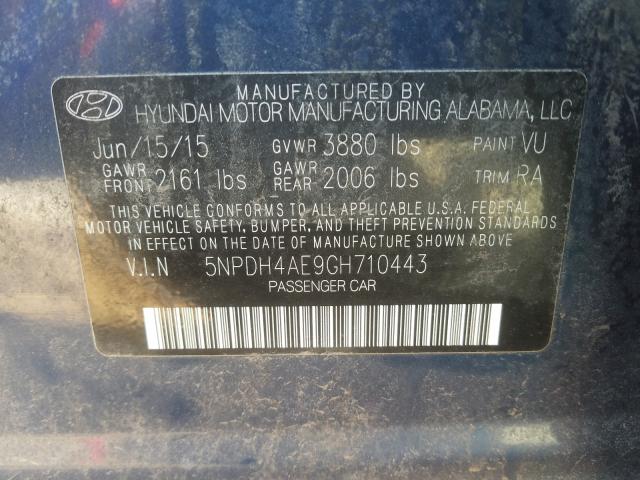 MANUFACTURED BY
HYUNDAI MOTOR MANUFACTURING ALABAMA, LLC
Jun/15/15 GVWR 3880 lbs PAINT VU
GAWR FRONT 2161 lbs GAWR REAR 2006 lbs TRIM RA
THIS VEHICLE CONFORMS TO ALL APPLICABLE U.S.A. FEDERAL
MOTOR VEHICLE SAFETY, BUMPER, AND THEFT PREVENTION STANDARDS
IN EFFECT ON THE DATE OF MANUFACTURE SHOWN ABOVE
V.I.N 5NPDH4AE9GH710443
PASSENGER CAR